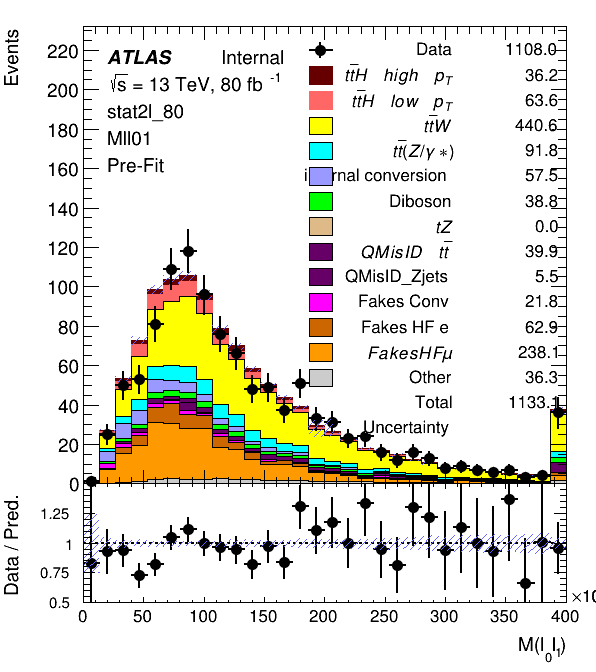 Events
ATLAS Internal
√s = 13 TeV, 80 fb -1
stat2l_80
Mll01
Pre-Fit
Data 1108.0
tt̄H high pT 36.2
tt̄H low pT 63.6
tt̄W 440.6
tt̄(Z/γ*) 91.8
internal conversion 57.5
Diboson 38.8
tZ 0.0
QMisID tt̄ 39.9
QMisID_Zjets 5.5
Fakes Conv 21.8
Fakes HF e 62.9
FakesHFμ 238.1
Other 36.3
Total 1133.1
Uncertainty
220
200
180
160
140
120
100
80
60
40
20
0
Data / Pred.
1.25
1
0.75
0.5
0 50 100 150 200 250 300 350 400
×10
M(l0l1)